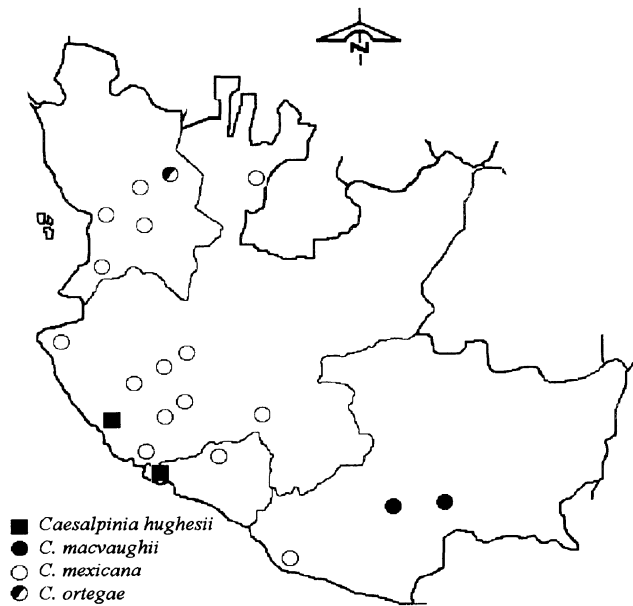 N
Caesalpinia hughesii
C. macvaughii
C. mexicana
C. ortegae